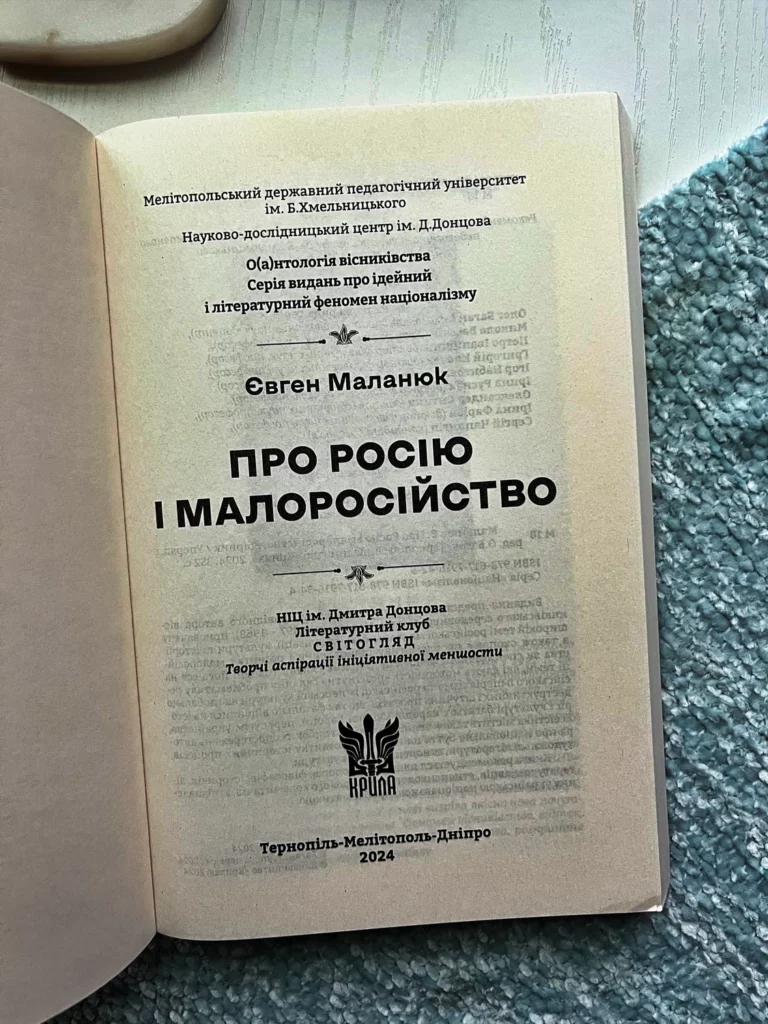 Мелітопольський державний педагогічний університет
ім. Б.Хмельницького
Науково-дослідницький центр ім. Д.Донцова
О(а)нтологія вісниківства
Серія видань про ідейний
і літературний феномен націоналізму
Євген Маланюк
ПРО РОСІЮ
І МАЛОРОСІЙСТВО
НІЦ ім. Дмитра Донцова
Літературний клуб
С В І Т О Г Л Я Д
Творчі аспірації ініціятивної меншости
КРИЛА
Тернопіль-Мелітополь-Дніпро
2024